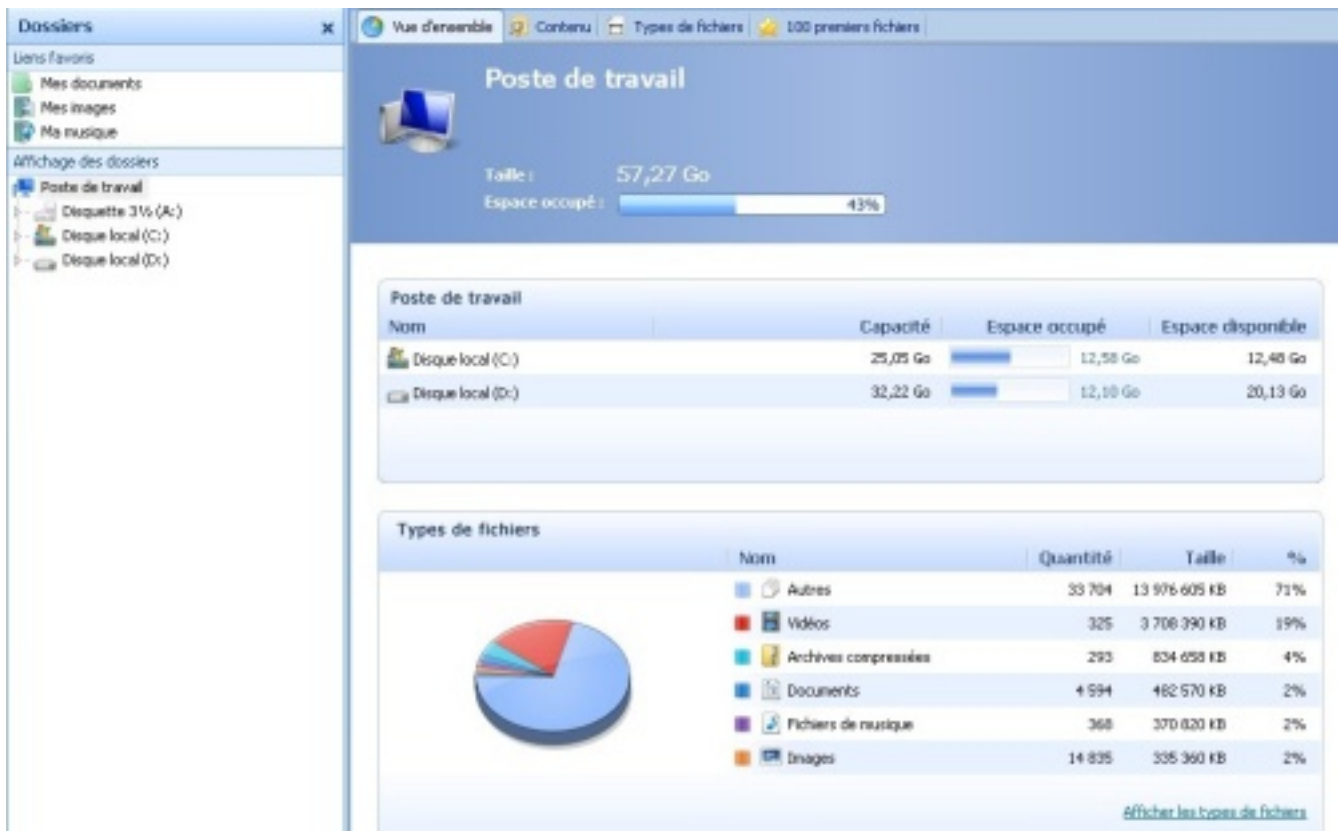 Dossiers x
Liens favoris
Mes documents
Mes images
Ma musique
Affichage des dossiers
Poste de travail
Disquette 3½ (A:)
Disque local (C:)
Disque local (D:)
Vue d'ensemble Contenu Types de fichiers 100 premiers fichiers
Poste de travail
Taille : 57,27 Go
Espace occupé : 43%
Poste de travail
Nom Capacité Espace occupé Espace disponible
Disque local (C:) 25,05 Go 12,58 Go 12,48 Go
Disque local (D:) 32,22 Go 12,10 Go 20,13 Go
Types de fichiers
Nom Quantité Taille %
Autres 33 704 13 976 605 KB 71%
Vidéos 325 3 708 390 KB 19%
Archives compressées 293 834 658 KB 4%
Documents 4 594 482 570 KB 2%
Fichiers de musique 368 370 820 KB 2%
Images 14 835 335 360 KB 2%
Afficher les types de fichiers